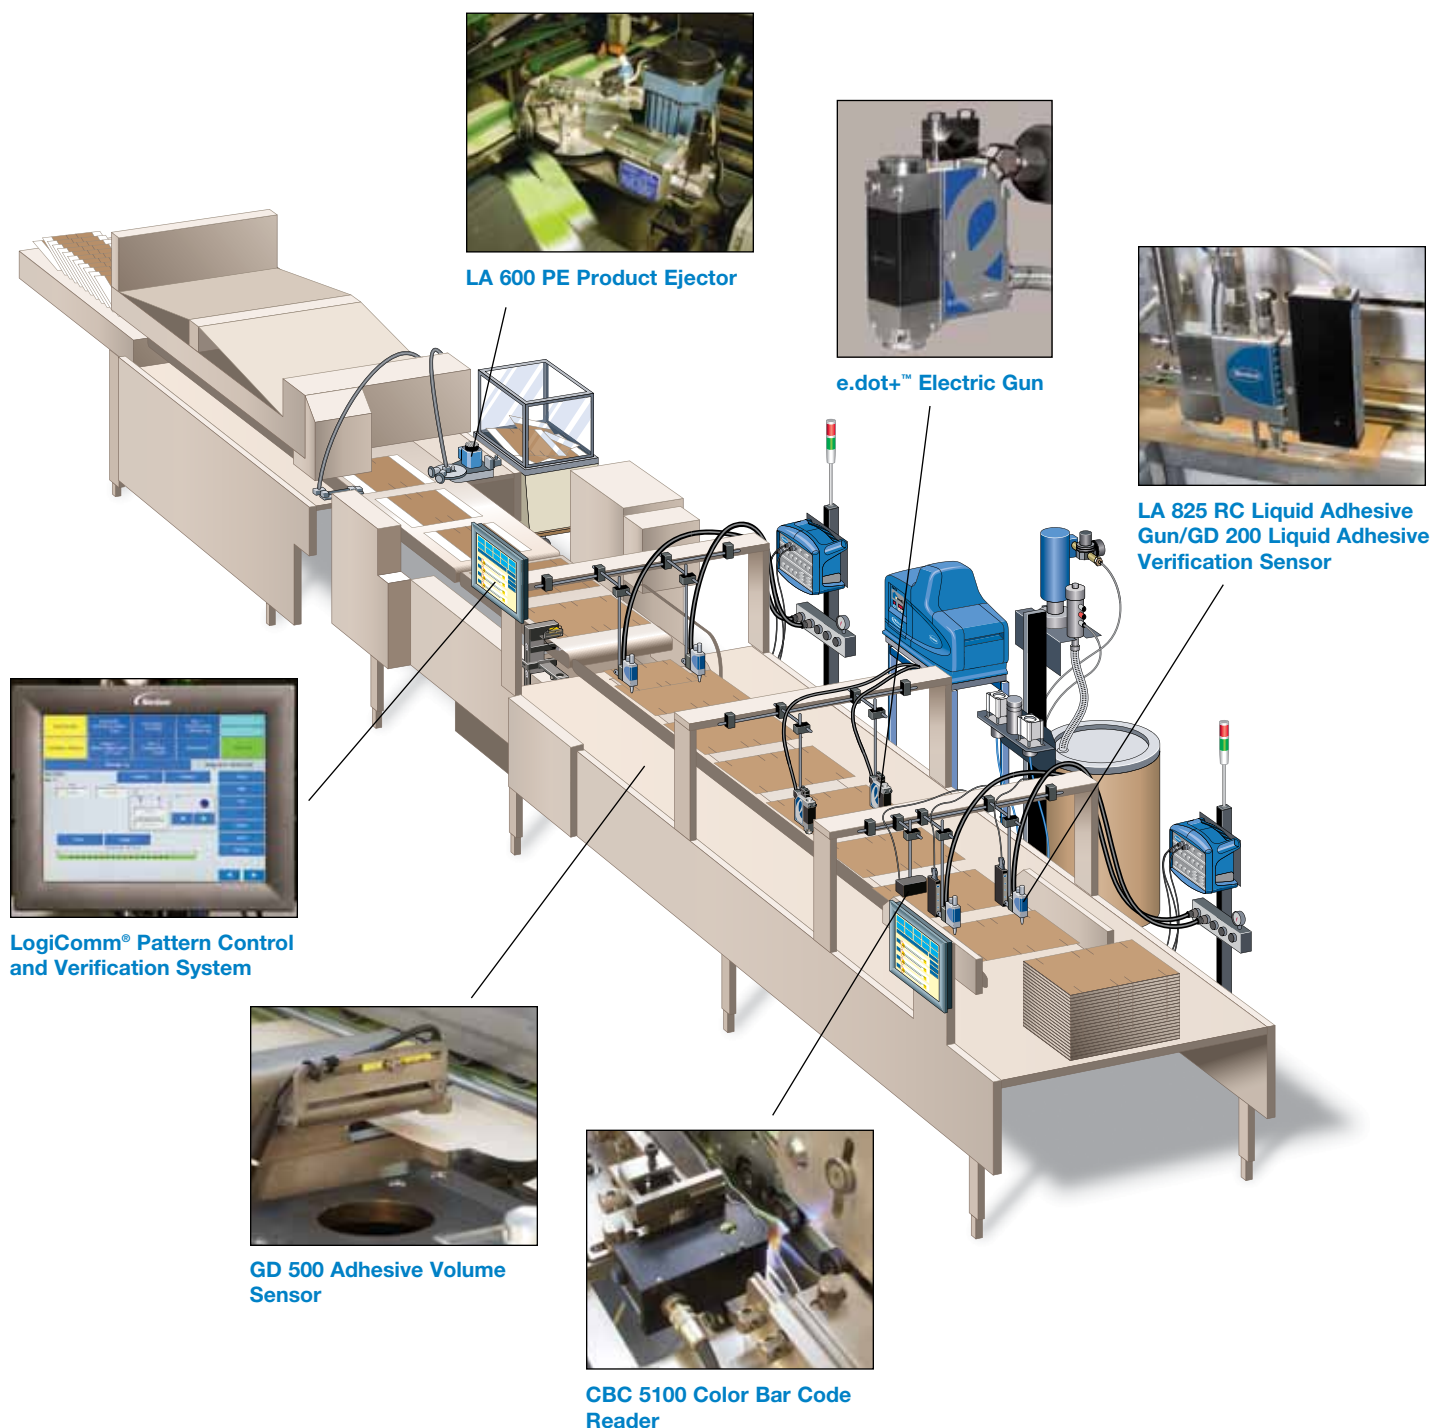 LA 600 PE Product Ejector
e.dot+™ Electric Gun
LA 825 RC Liquid Adhesive
Gun/GD 200 Liquid Adhesive
Verification Sensor
Nordson
LogiComm® Pattern Control
and Verification System
GD 500 Adhesive Volume
Sensor
CBC 5100 Color Bar Code
Reader